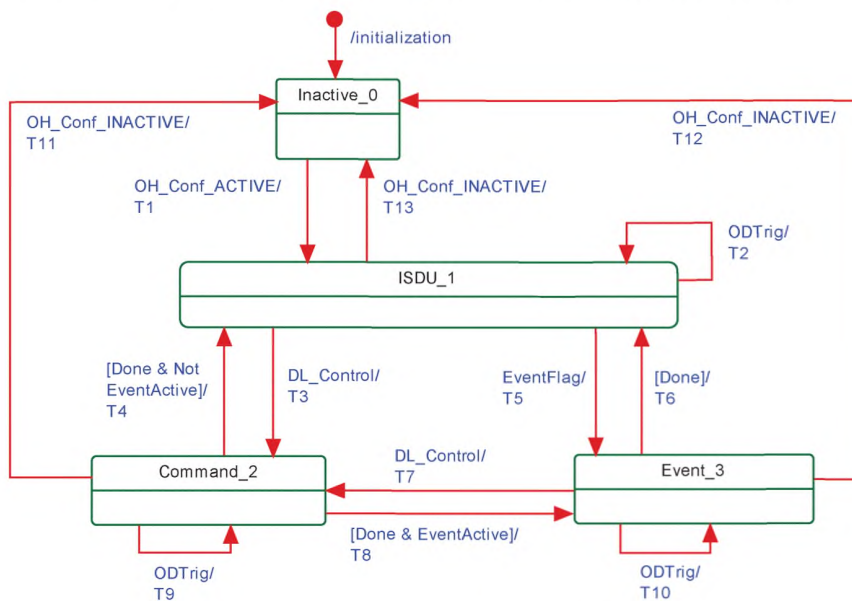 /initialization
Inactive_0
OH_Conf_INACTIVE/
T11
OH_Conf_INACTIVE/
T12
OH_Conf_ACTIVE/
T1
OH_Conf_INACTIVE/
T13
ODTrig/
T2
ISDU_1
[Done & Not
EventActive]/
T4
DL_Control/
T3
EventFlag/
T5
[Done]/
T6
Command_2
DL_Control/
T7
Event_3
[Done & EventActive]/
T8
ODTrig/
T9
ODTrig/
T10